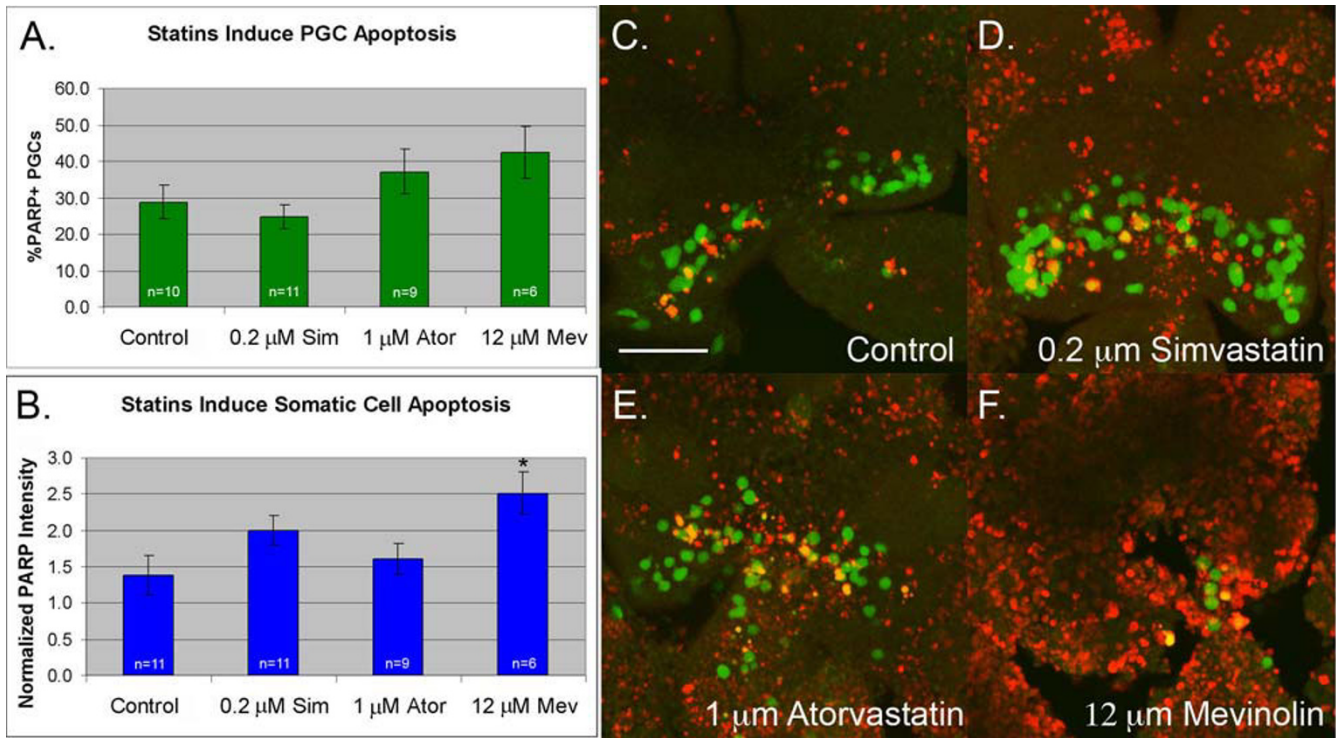 A.
Statins Induce PGC Apoptosis
%PARP+ PGCs
60.0
50.0
40.0
30.0
20.0
10.0
0.0
n=10
n=11
n=9
n=6
Control
0.2 μM Sim
1 μM Ator
12 μM Mev
B.
Statins Induce Somatic Cell Apoptosis
Normalized PARP Intensity
3.0
2.5
2.0
1.5
1.0
0.5
0.0
*
n=11
n=11
n=9
n=6
Control
0.2 μM Sim
1 μM Ator
12 μM Mev
C.
Control
D.
0.2 μm Simvastatin
E.
1 μm Atorvastatin
F.
12 μm Mevinolin